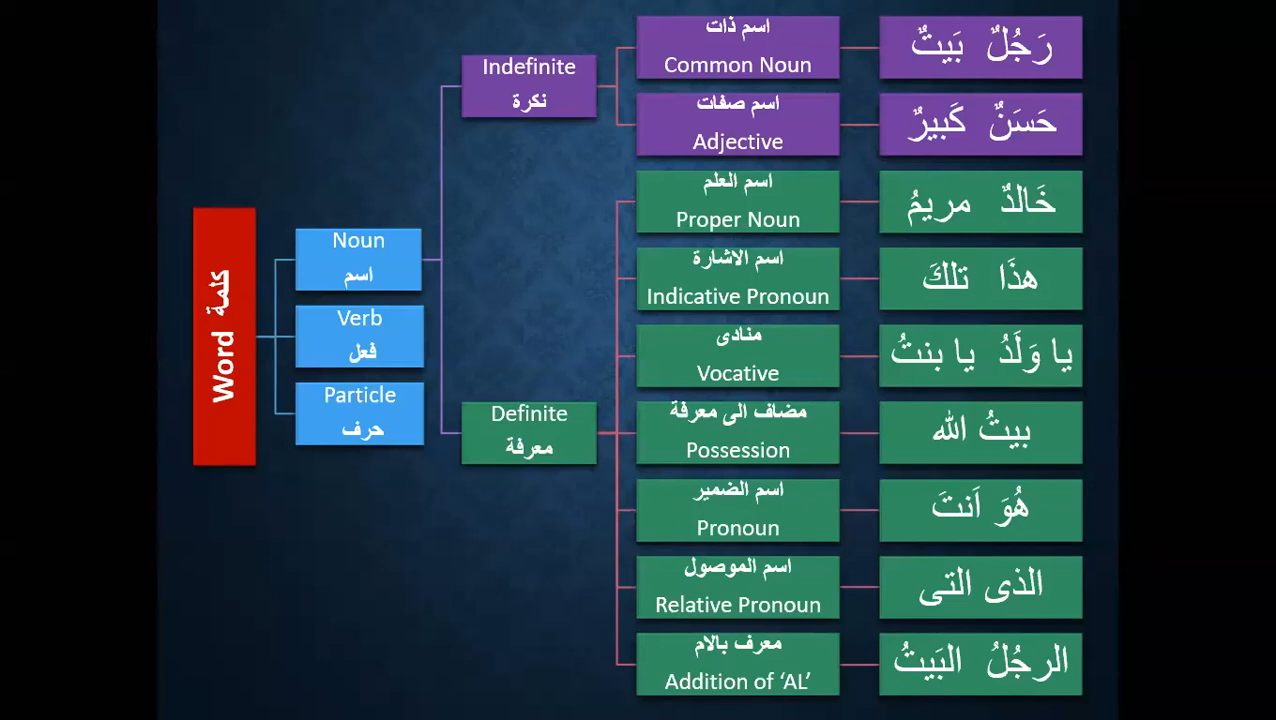 كلمة Word
Noun
اسم
Verb
فعل
Particle
حرف
Indefinite
نكرة
Definite
معرفة
اسم ذات
Common Noun
رَجُلٌ بَيتٌ
اسم صفات
Adjective
حَسَنٌ كَبيرٌ
اسم العلم
Proper Noun
خَالدٌ مريمُ
اسم الاشارة
Indicative Pronoun
هذَا تلكَ
منادى
Vocative
يا وَلَدُ يا بنتُ
مضاف الى معرفة
Possession
بيتُ الله
اسم الضمير
Pronoun
هُوَ اَنتَ
اسم الموصول
Relative Pronoun
الذى التى
معرف بالام
Addition of ‘AL’
الرجُلُ البَيتُ